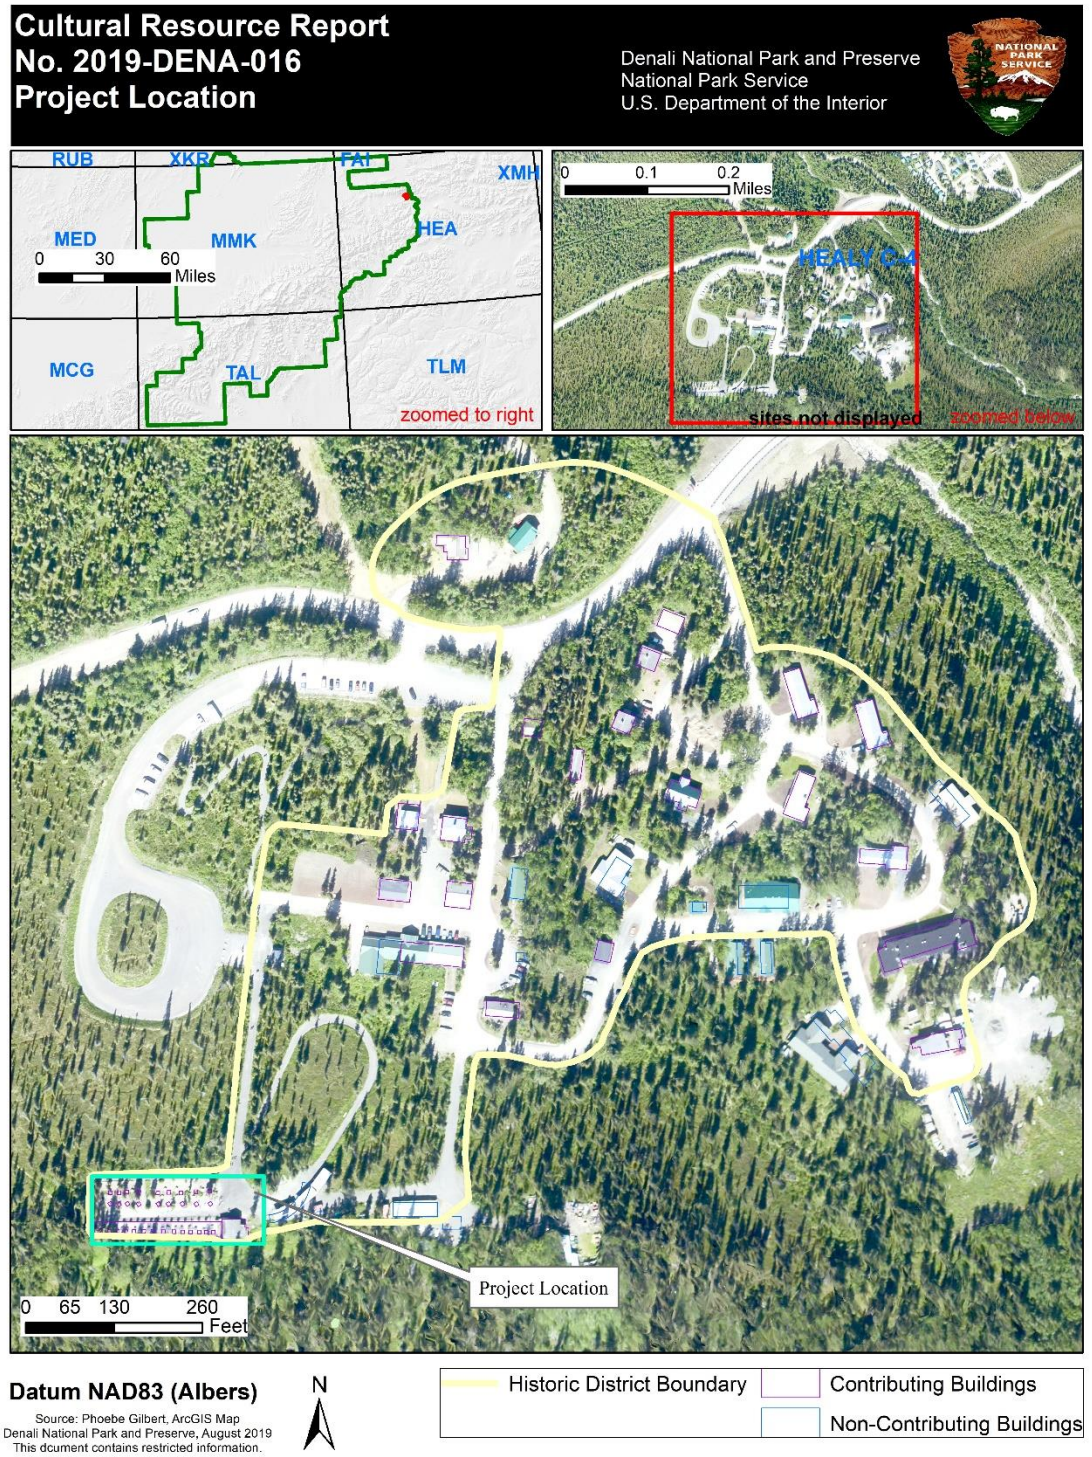 Cultural Resource Report
No. 2019-DENA-016
Project Location
Denali National Park and Preserve
National Park Service
U.S. Department of the Interior
NATIONAL
PARK
SERVICE
RUB
XKR
FAI
XMH
MED
MMK
HEA
0 30 60
Miles
MCG
TAL
TLM
zoomed to right
0 0.1 0.2
Miles
HEALY C-4
sites not displayed
zoomed below
Project Location
0 65 130 260
Feet
Datum NAD83 (Albers)
Source: Phoebe Gilbert, ArcGIS Map
Denali National Park and Preserve, August 2019
This dcument contains restricted information.
N
Historic District Boundary
Contributing Buildings
Non-Contributing Buildings